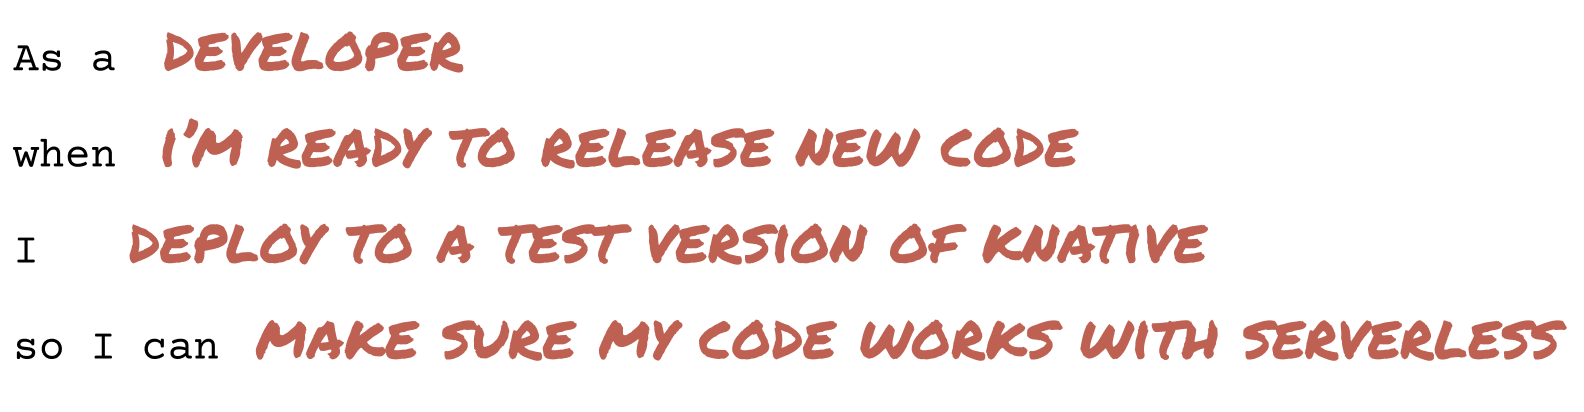 As a DEVELOPER
when I'M READY TO RELEASE NEW CODE
I DEPLOY TO A TEST VERSION OF KNATIVE
so I can MAKE SURE MY CODE WORKS WITH SERVERLESS